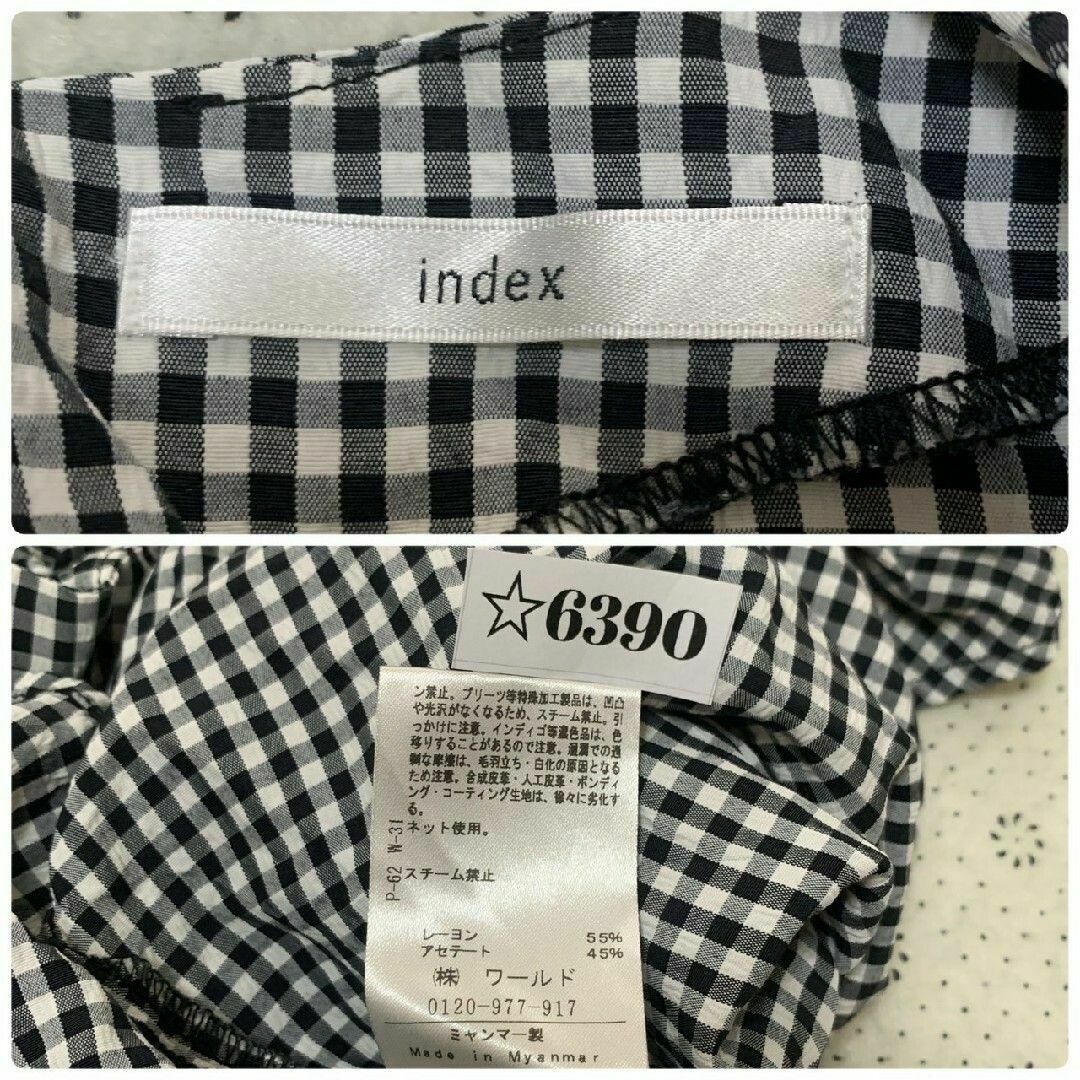 index
☆6390
ン禁止。プリーツ等特殊加工製品は、凹凸
や光沢がなくなるため、スチーム禁止。引
っかけに注意。インディゴ等濃色品は、色
移りすることがあるので注意。湿潤での過
剰な摩擦は、毛羽立ち・白化の原因となる
ため注意。合成皮革・人工皮革・ボンディ
ング・コーティング生地は、徐々に劣化す
る。
ネット使用。
スチーム禁止
P-62 W-31
レーヨン 55%
アセテート 45%
㈱ ワールド
0120-977-917
ミャンマー製
Made in Myanmar